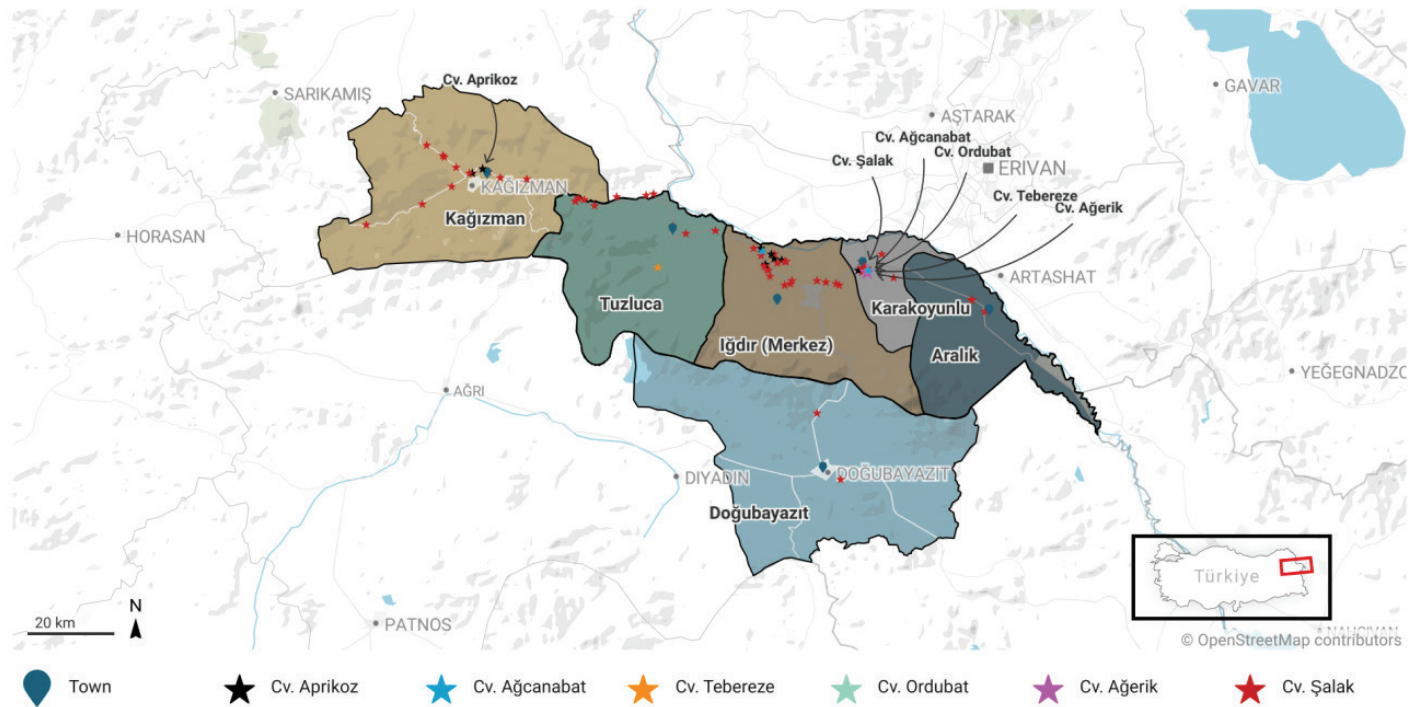 Cv. Aprikoz
SARIKAMIŞ
GAVAR
AŞTARAK
Cv. Ağcanabat
Cv. Ordubat
Cv. Şalak
ERIVAN
KAĞIZMAN
Cv. Tebereze
Cv. Ağerik
Kağızman
HORASAN
ARTASHAT
Tuzluca
Karakoyunlu
Iğdır (Merkez)
Aralık
YEĞEGNADZO
AĞRI
DIYADIN
DOĞUBAYAZIT
Doğubayazıt
Türkiye
20 km
N
PATNOS
NAHÇIVAN
© OpenStreetMap contributors
Town
Cv. Aprikoz
Cv. Ağcanabat
Cv. Tebereze
Cv. Ordubat
Cv. Ağerik
Cv. Şalak